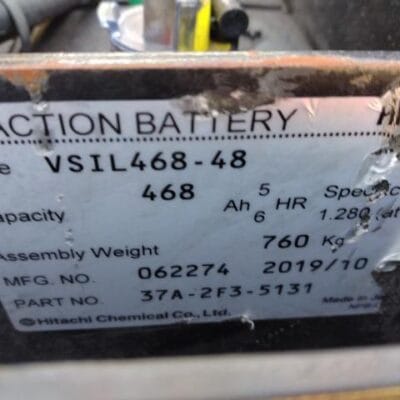 ACTION BATTERY
VSIL468-48
468 Ah 5 HR
apacity 6 1.280
Assembly Weight 760 Kg
MFG. NO. 062274 2019/10
PART NO. 37A-2F3-5131
Made in
Hitachi Chemical Co., Ltd.